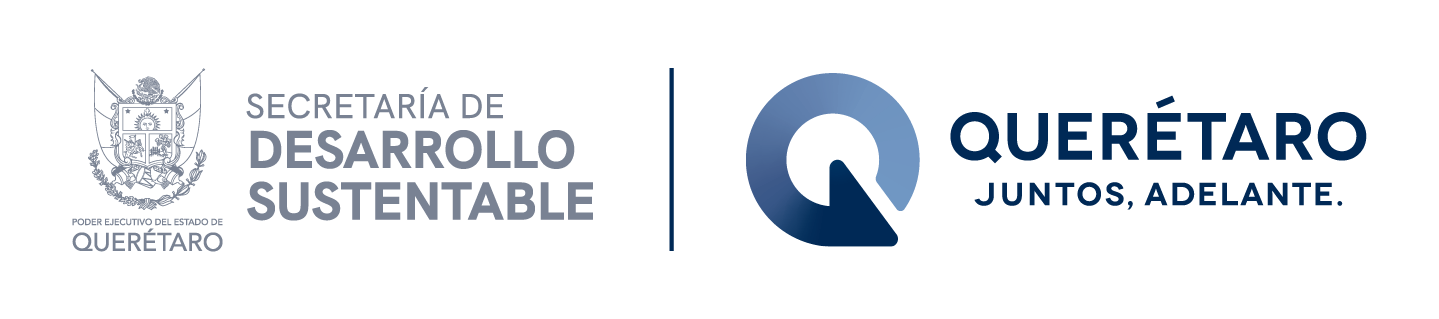 PODER EJECUTIVO DEL ESTADO DE
QUERÉTARO
SECRETARÍA DE
DESARROLLO
SUSTENTABLE
QUERÉTARO
JUNTOS, ADELANTE.